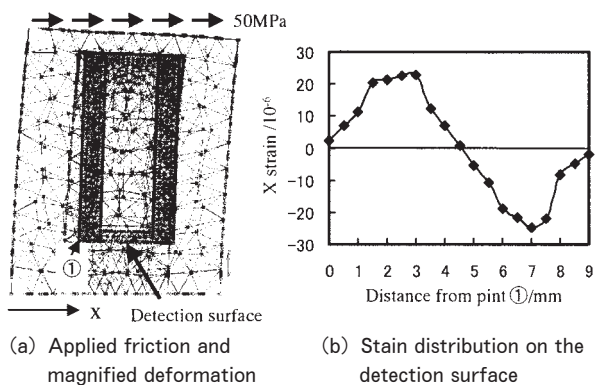 50MPa
①
x
Detection surface
(a) Applied friction and
magnified deformation
X strain /10⁻⁶
30
20
10
0
−10
−20
−30
0 1 2 3 4 5 6 7 8 9
Distance from pint ①/mm
(b) Stain distribution on the
detection surface